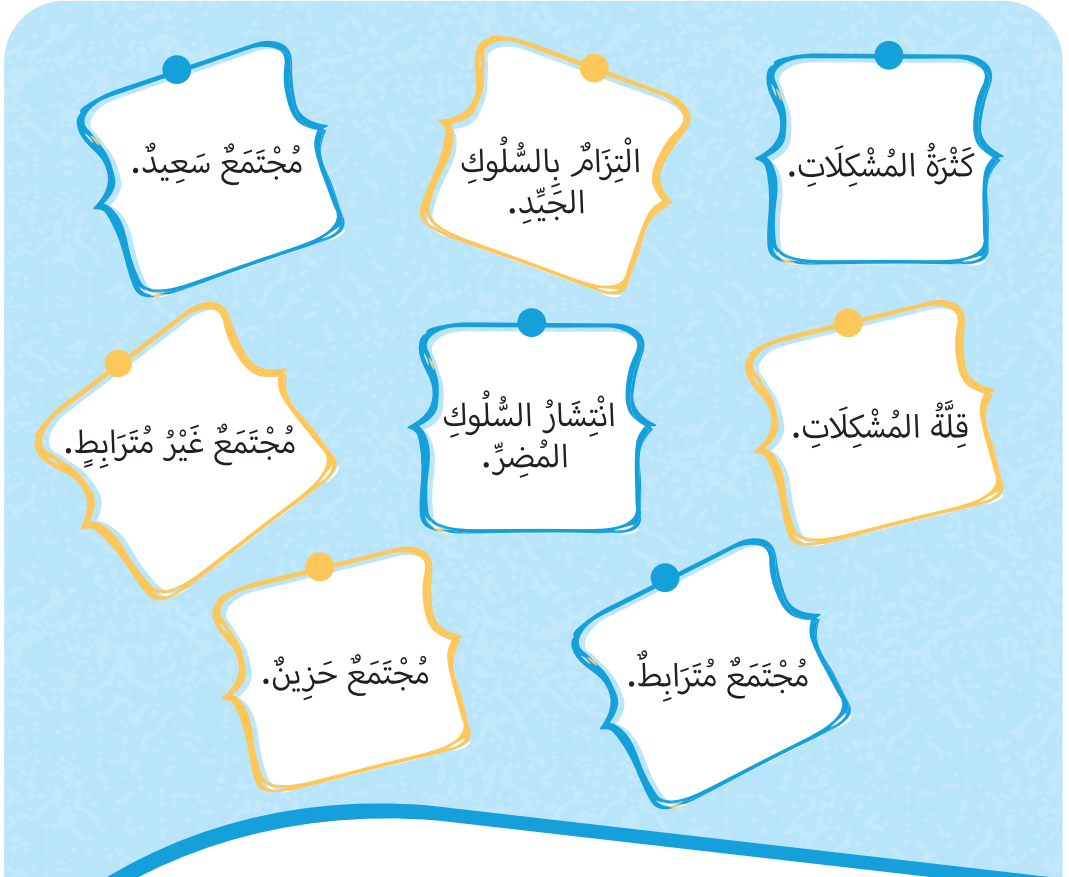 كَثْرَةُ المُشْكِلَاتِ.
الْتِزَامٌ بِالسُّلُوكِ
الجَيِّدِ.
مُجْتَمَعٌ سَعِيدٌ.
قِلَّةُ المُشْكِلَاتِ.
انْتِشَارُ السُّلُوكِ
المُضِرِّ.
مُجْتَمَعٌ غَيْرُ مُتَرَابِطٍ.
مُجْتَمَعٌ مُتَرَابِطٌ.
مُجْتَمَعٌ حَزِينٌ.